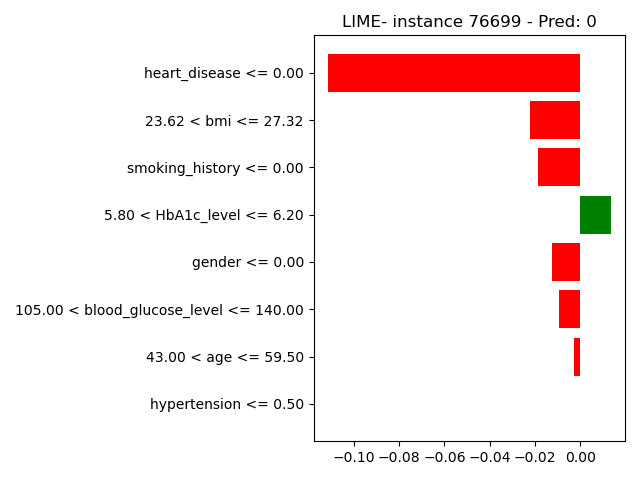 LIME- instance 76699 - Pred: 0
heart_disease <= 0.00
23.62 < bmi <= 27.32
smoking_history <= 0.00
5.80 < HbA1c_level <= 6.20
gender <= 0.00
105.00 < blood_glucose_level <= 140.00
43.00 < age <= 59.50
hypertension <= 0.50
−0.10 −0.08 −0.06 −0.04 −0.02 0.00